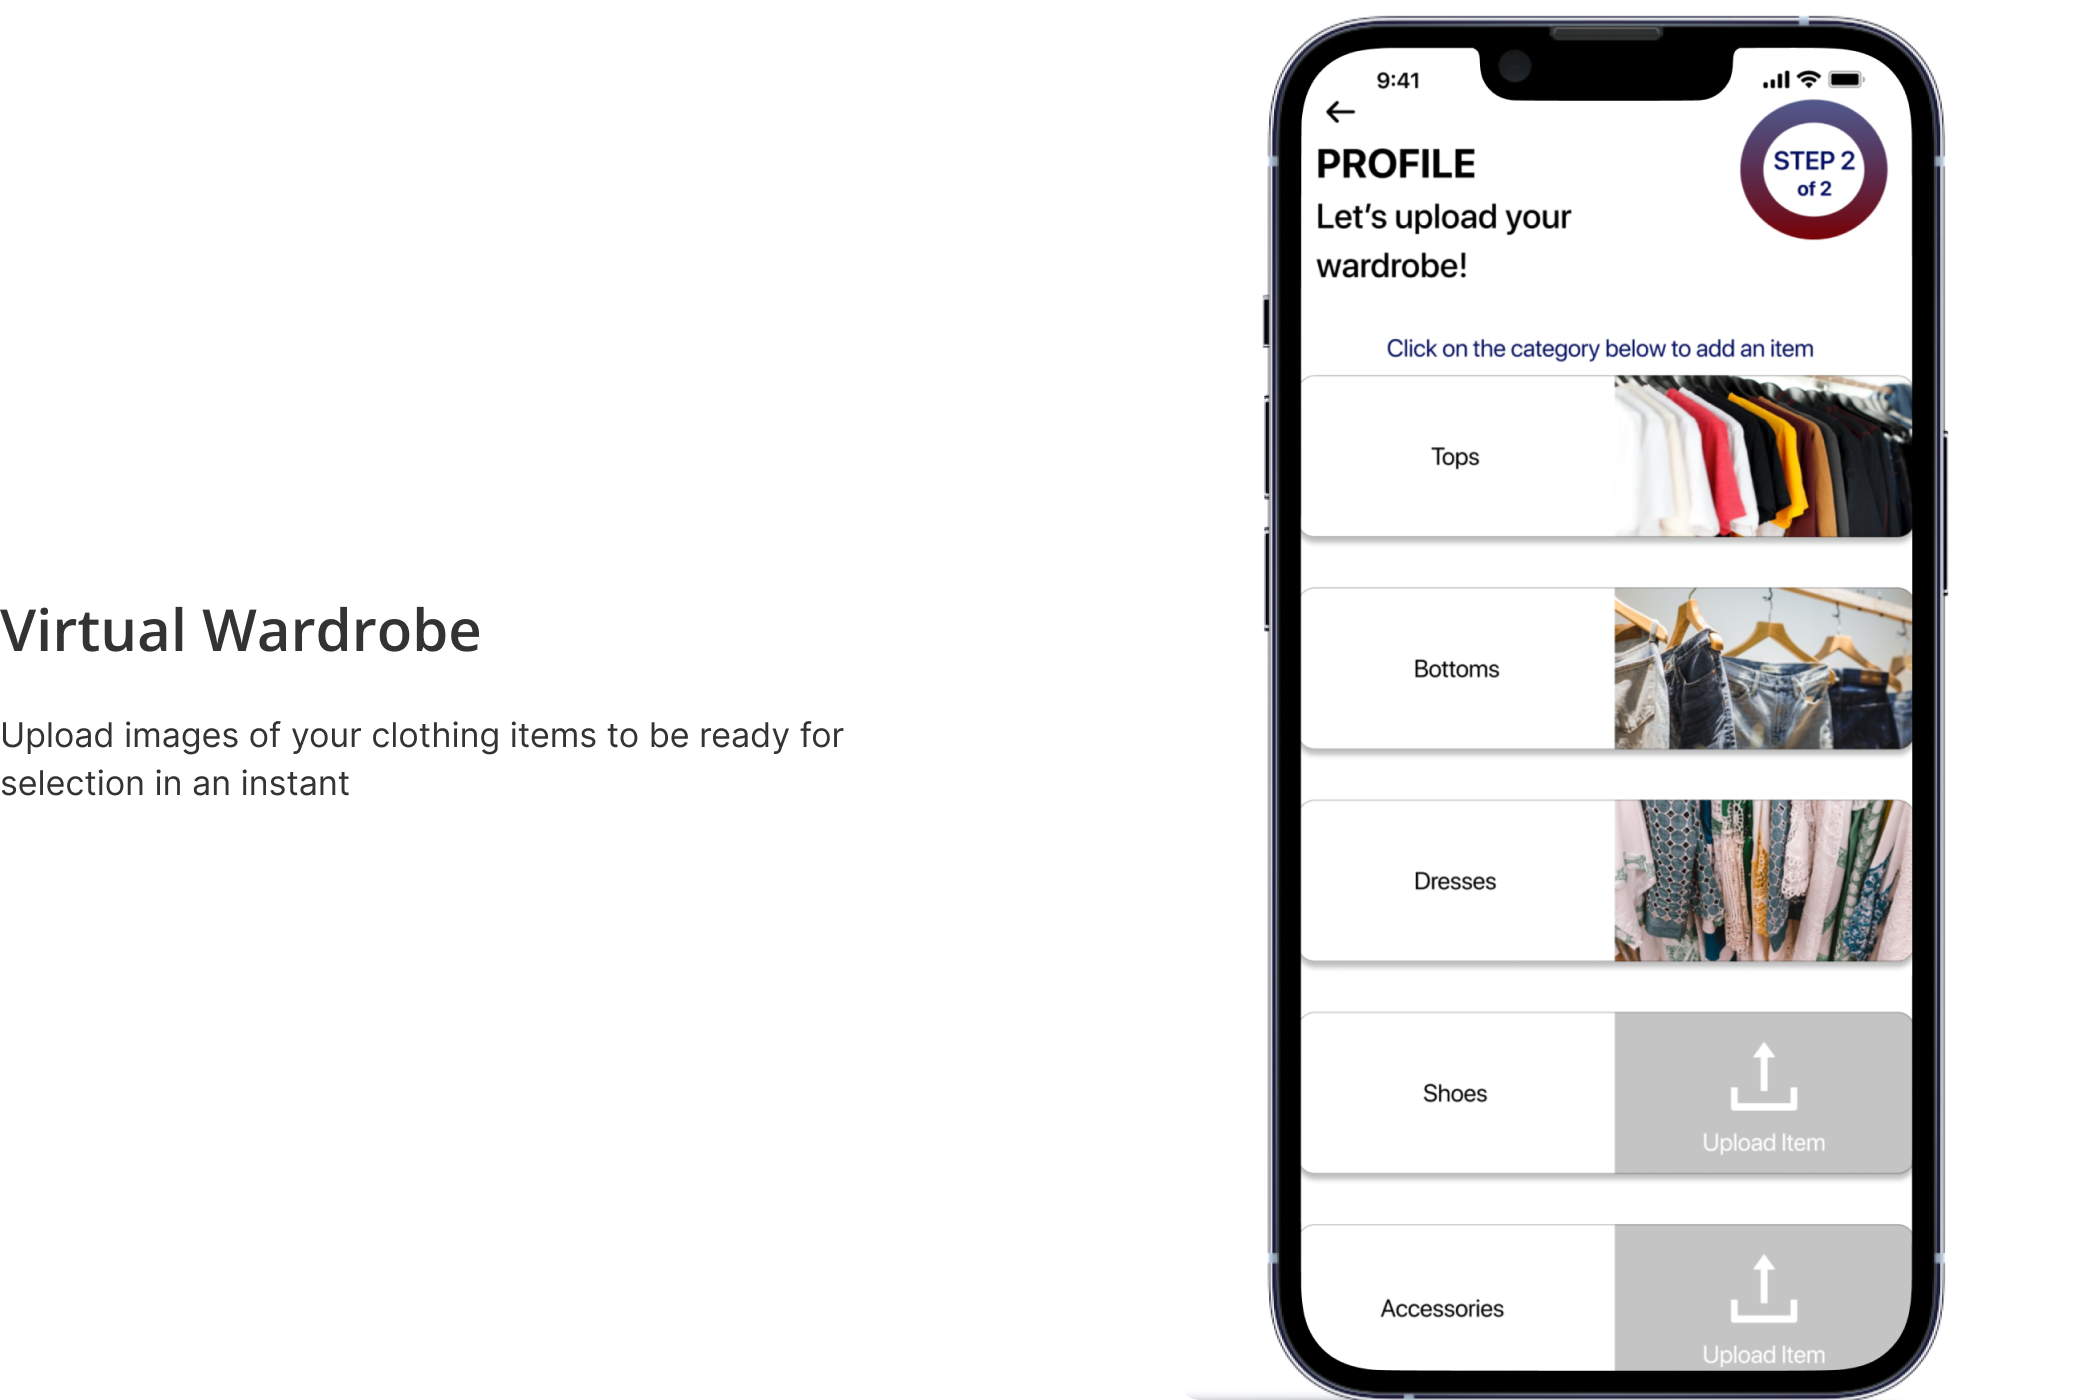 Virtual Wardrobe
Upload images of your clothing items to be ready for
selection in an instant
9:41
PROFILE
STEP 2
of 2
Let’s upload your
wardrobe!
Click on the category below to add an item
Tops
Bottoms
Dresses
Shoes
Upload Item
Accessories
Upload Item